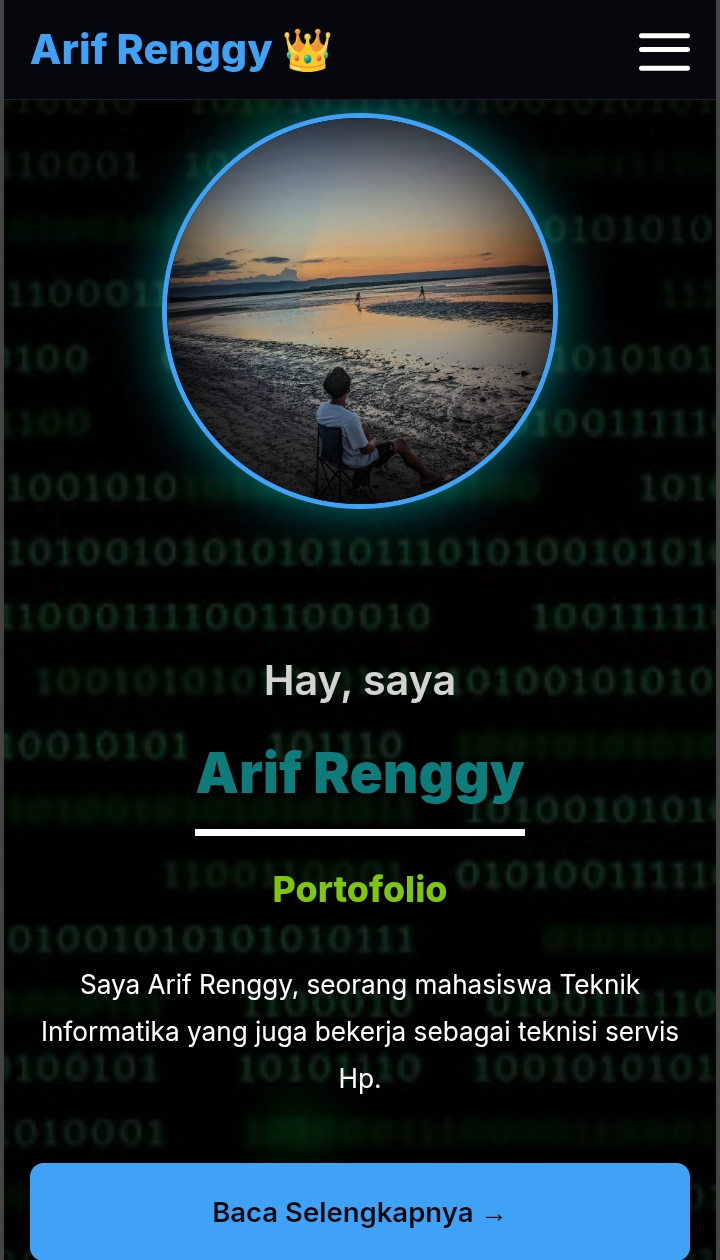 Arif Renggy 👑
Hay, saya
Arif Renggy
Portofolio
Saya Arif Renggy, seorang mahasiswa Teknik
Informatika yang juga bekerja sebagai teknisi servis
Hp.
Baca Selengkapnya →